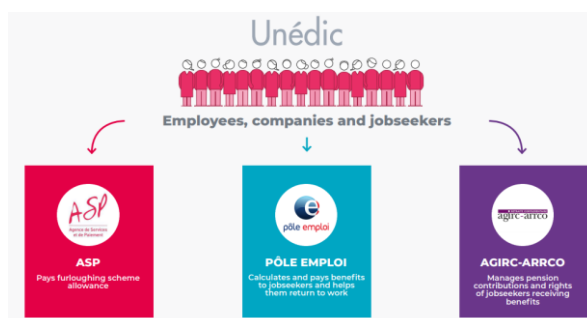 Unédic
Employees, companies and jobseekers
ASP
Agence de Services
et de Paiement
ASP
Pays furloughing scheme
allowance
pôle emploi
PÔLE EMPLOI
Calculates and pays benefits
to jobseekers and helps
them return to work
agirc-arrco
AGIRC-ARRCO
Manages pension
contributions and rights
of jobseekers receiving
benefits